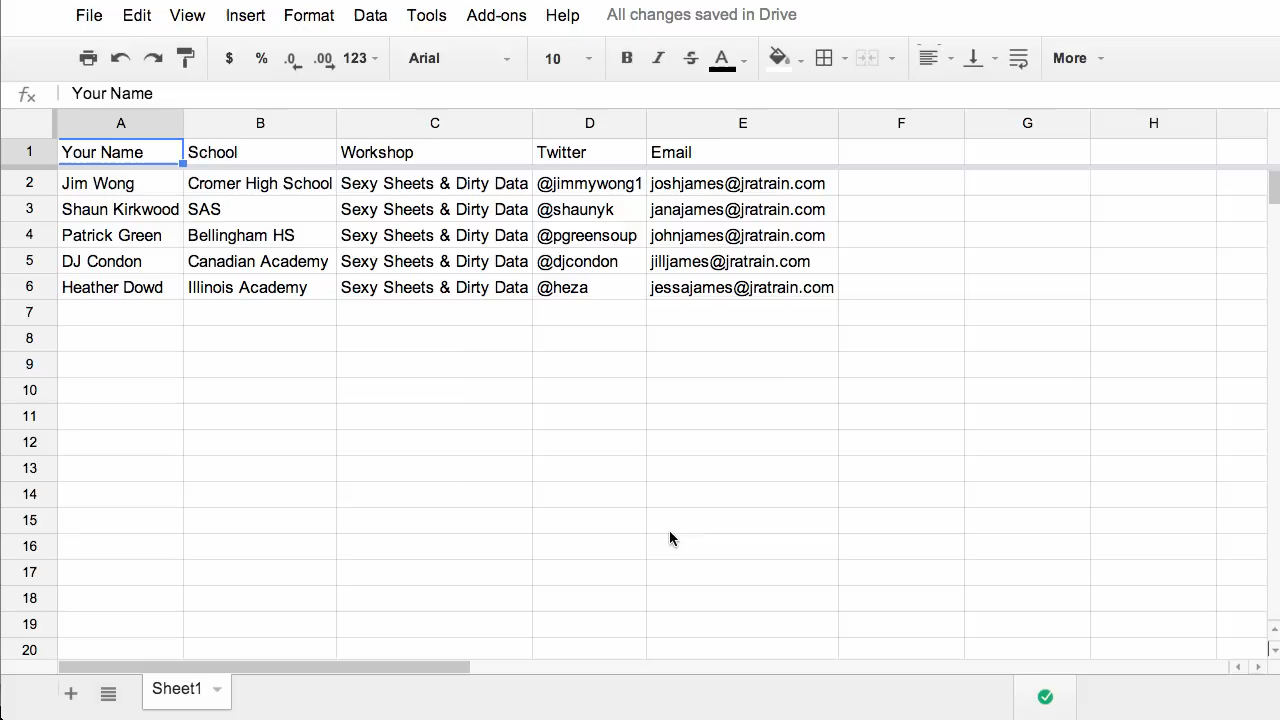 File Edit View Insert Format Data Tools Add-ons Help All changes saved in Drive
$ % .0 .00 123 Arial 10 B I S A More
fx Your Name
A B C D E F G H
1 Your Name School Workshop Twitter Email
2 Jim Wong Cromer High School Sexy Sheets & Dirty Data @jimmywong1 joshjames@jratrain.com
3 Shaun Kirkwood SAS Sexy Sheets & Dirty Data @shaunyk janajames@jratrain.com
4 Patrick Green Bellingham HS Sexy Sheets & Dirty Data @pgreensoup johnjames@jratrain.com
5 DJ Condon Canadian Academy Sexy Sheets & Dirty Data @djcondon jilljames@jratrain.com
6 Heather Dowd Illinois Academy Sexy Sheets & Dirty Data @heza jessajames@jratrain.com
7
8
9
10
11
12
13
14
15
16
17
18
19
20
Sheet1